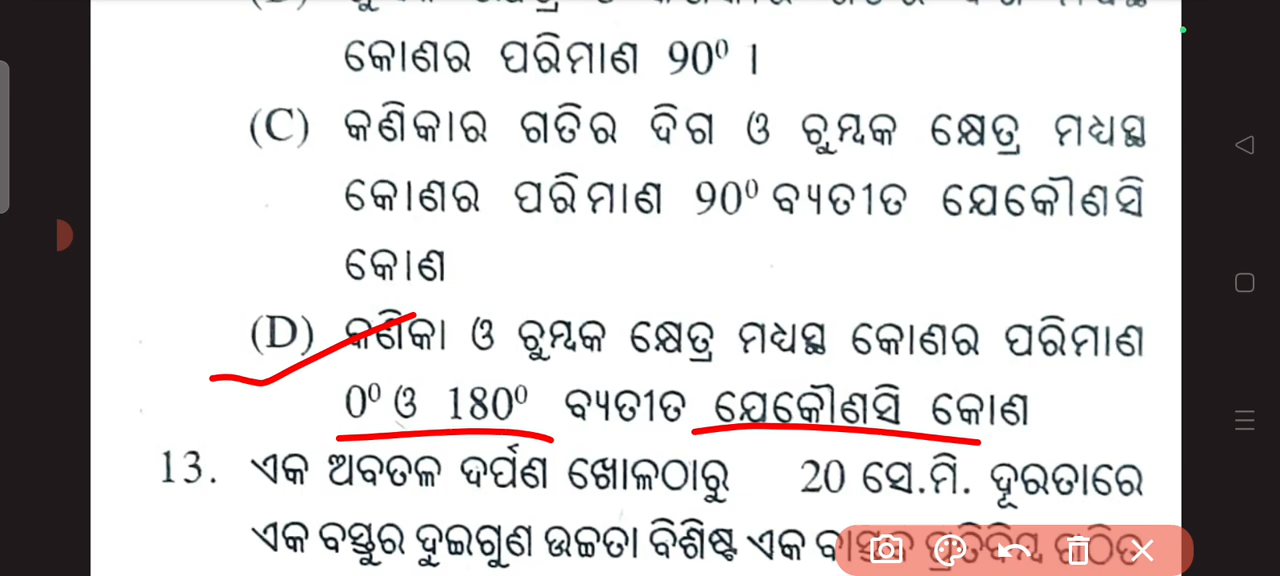 କୋଣର ପରିମାଣ 90⁰ ।
(C) କଣିକାର ଗତିର ଦିଗ ଓ ଚୁମ୍ବକ କ୍ଷେତ୍ର ମଧ୍ୟସ୍ଥ
କୋଣର ପରିମାଣ 90⁰ ବ୍ୟତୀତ ଯେକୌଣସି
କୋଣ
(D) କଣିକା ଓ ଚୁମ୍ବକ କ୍ଷେତ୍ର ମଧ୍ୟସ୍ଥ କୋଣର ପରିମାଣ
0⁰ ଓ 180⁰ ବ୍ୟତୀତ ଯେକୌଣସି କୋଣ
13. ଏକ ଅବତଳ ଦର୍ପଣ ଖୋଳଠାରୁ 20 ସେ.ମି. ଦୂରତାରେ
ଏକ ବସ୍ତୁର ଦୁଇଗୁଣ ଉଚ୍ଚତା ବିଶିଷ୍ଟ ଏକ